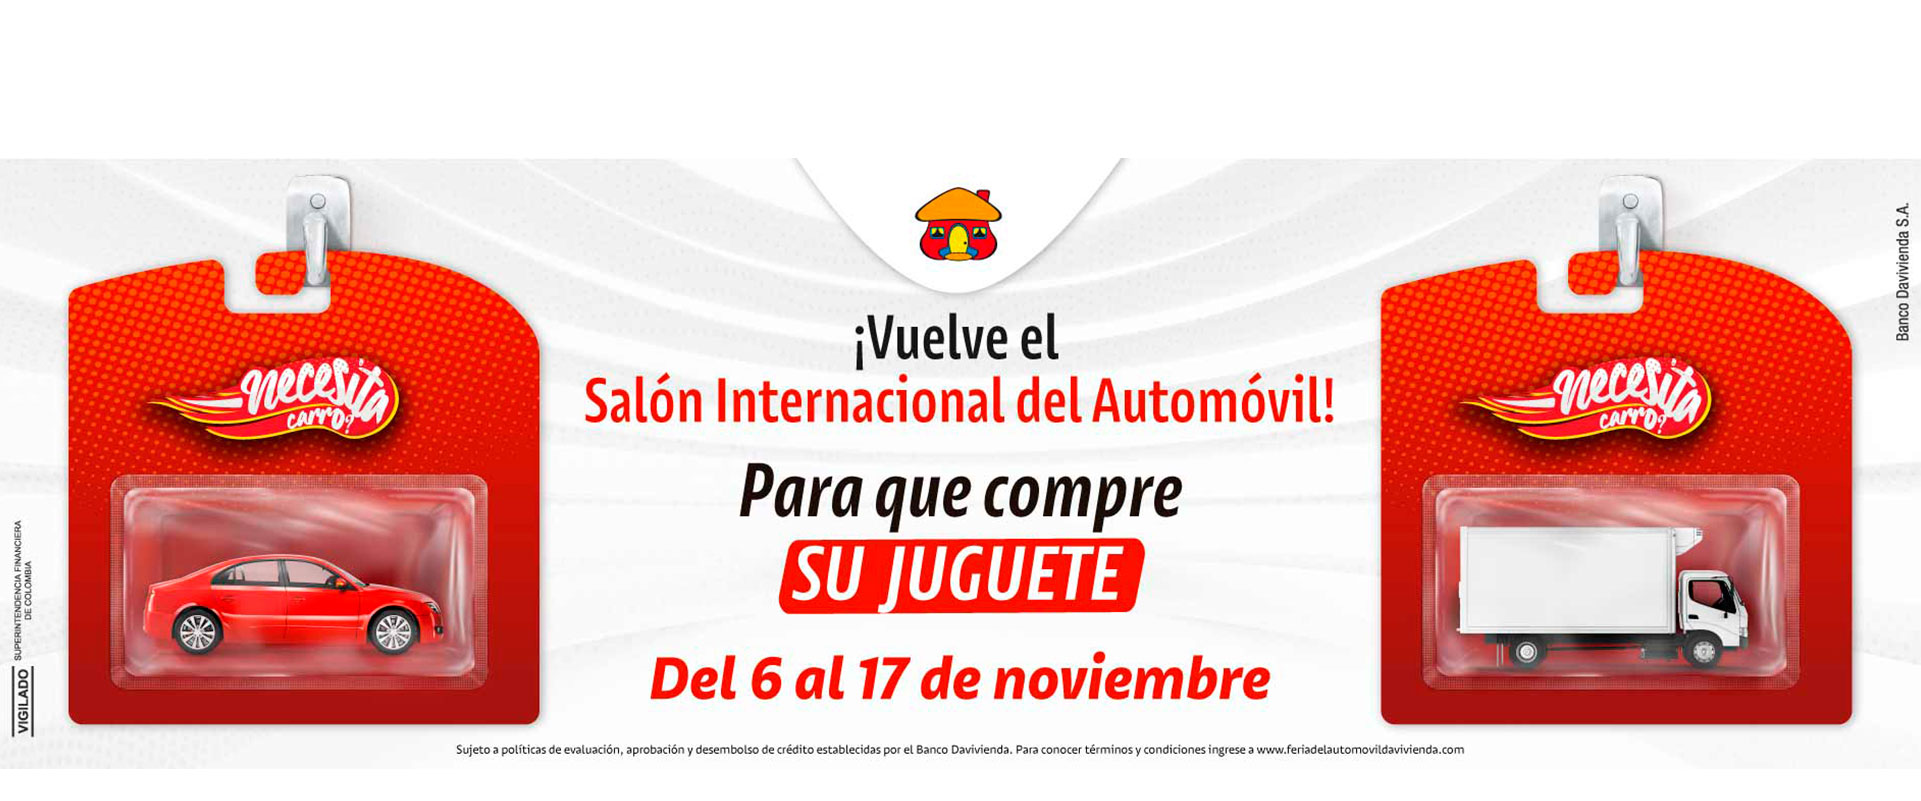 ¡Vuelve el
Salón Internacional del Automóvil!
Para que compre
SU JUGUETE
Del 6 al 17 de noviembre
necesita
carro?
necesita
carro?
Banco Davivienda S.A.
VIGILADO
SUPERINTENDENCIA FINANCIERA
DE COLOMBIA
Sujeto a políticas de evaluación, aprobación y desembolso de crédito establecidas por el Banco Davivienda. Para conocer términos y condiciones ingrese a www.feriadelautomovildavivienda.com